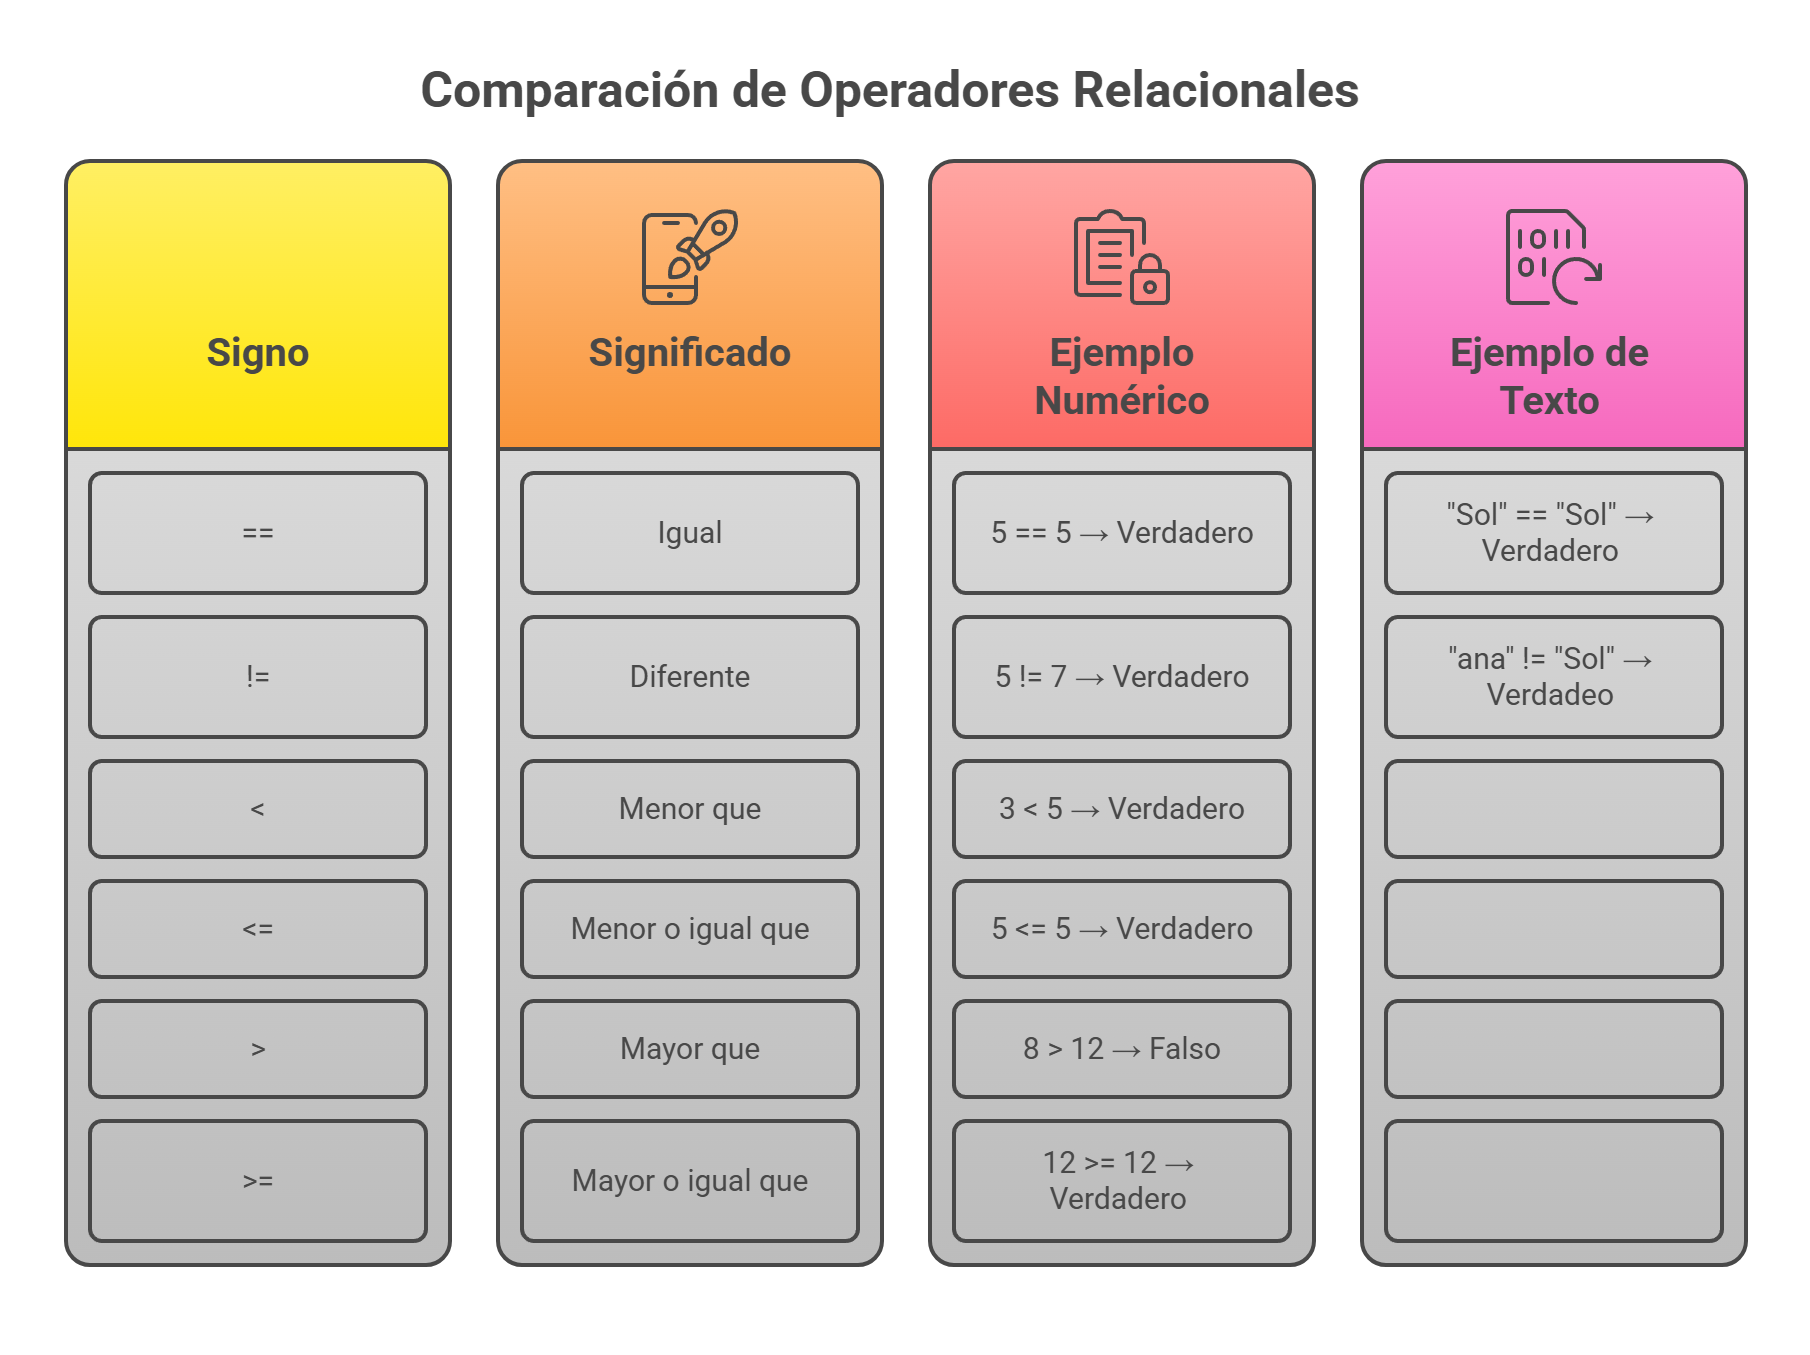 Comparación de Operadores Relacionales
Signo
Significado
Ejemplo
Numérico
Ejemplo de
Texto
==
Igual
5 == 5 → Verdadero
"Sol" == "Sol" →
Verdadero
!=
Diferente
5 != 7 → Verdadero
"ana" != "Sol" →
Verdadeo
<
Menor que
3 < 5 → Verdadero
<=
Menor o igual que
5 <= 5 → Verdadero
>
Mayor que
8 > 12 → Falso
>=
Mayor o igual que
12 >= 12 →
Verdadero